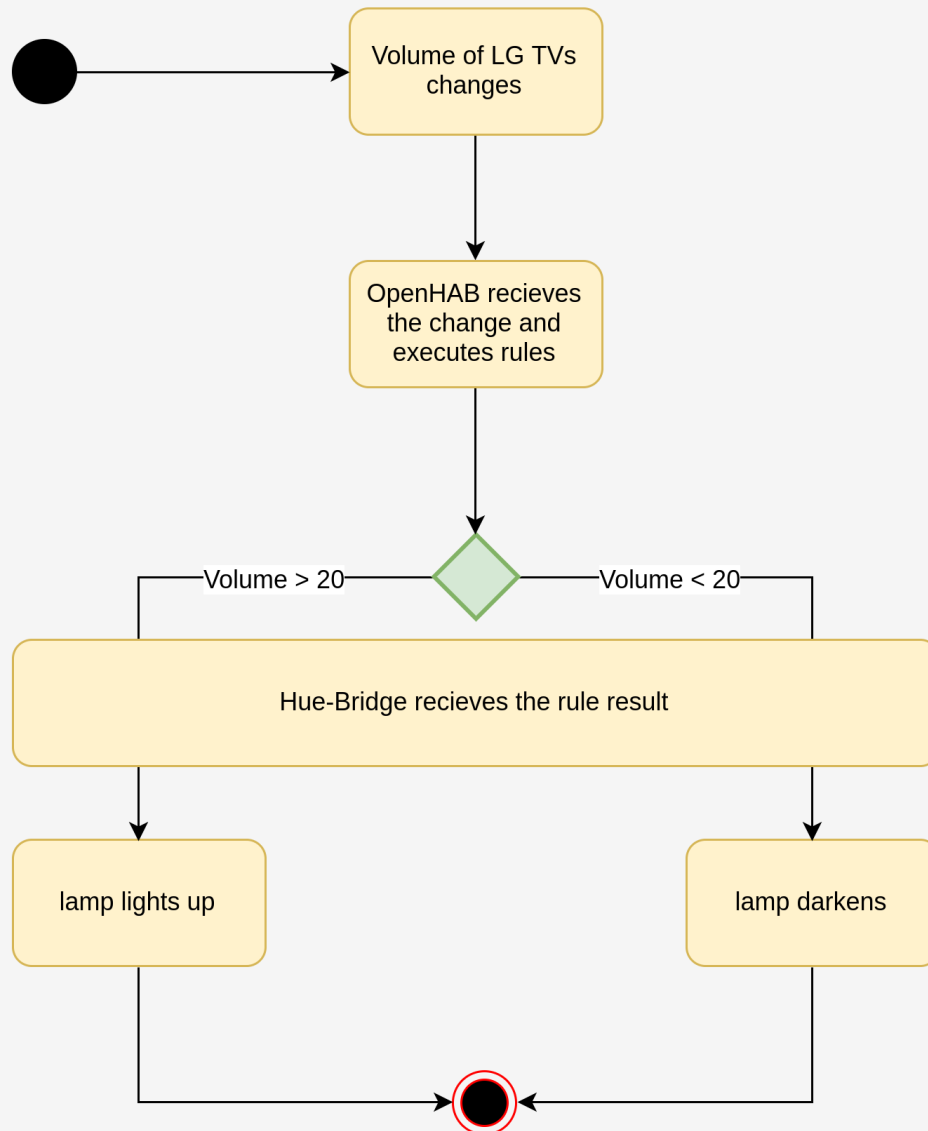 Volume of LG TVs
changes
OpenHAB recieves
the change and
executes rules
Volume > 20
Volume < 20
Hue-Bridge recieves the rule result
lamp lights up
lamp darkens